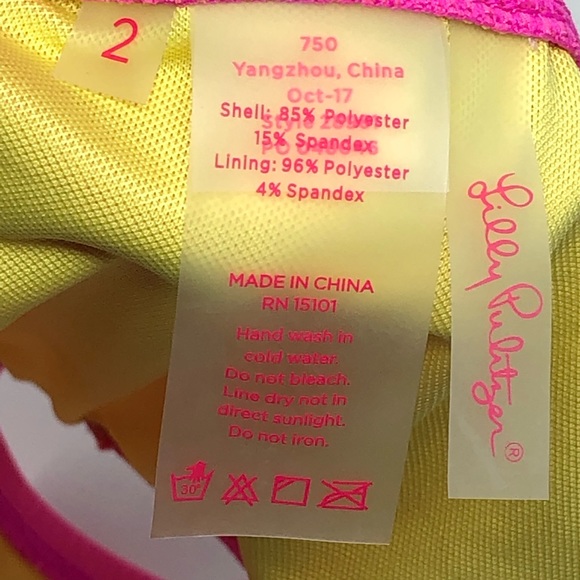 2
750
Yangzhou, China
Oct-17
Shell: 85% Polyester
15% Spandex
Lining: 96% Polyester
4% Spandex
MADE IN CHINA
RN 15101
Hand wash in
cold water.
Do not bleach.
Line dry not in
direct sunlight.
Do not iron.
30°
Lilly Pulitzer®